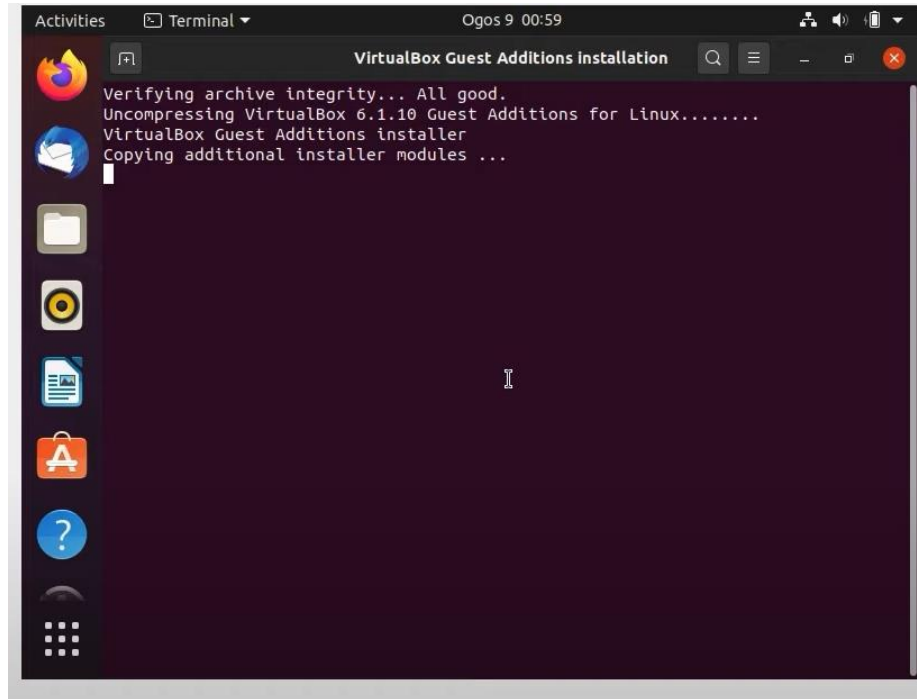 Activities Terminal Ogos 9 00:59
VirtualBox Guest Additions installation
Verifying archive integrity... All good.
Uncompressing VirtualBox 6.1.10 Guest Additions for Linux........
VirtualBox Guest Additions installer
Copying additional installer modules ...